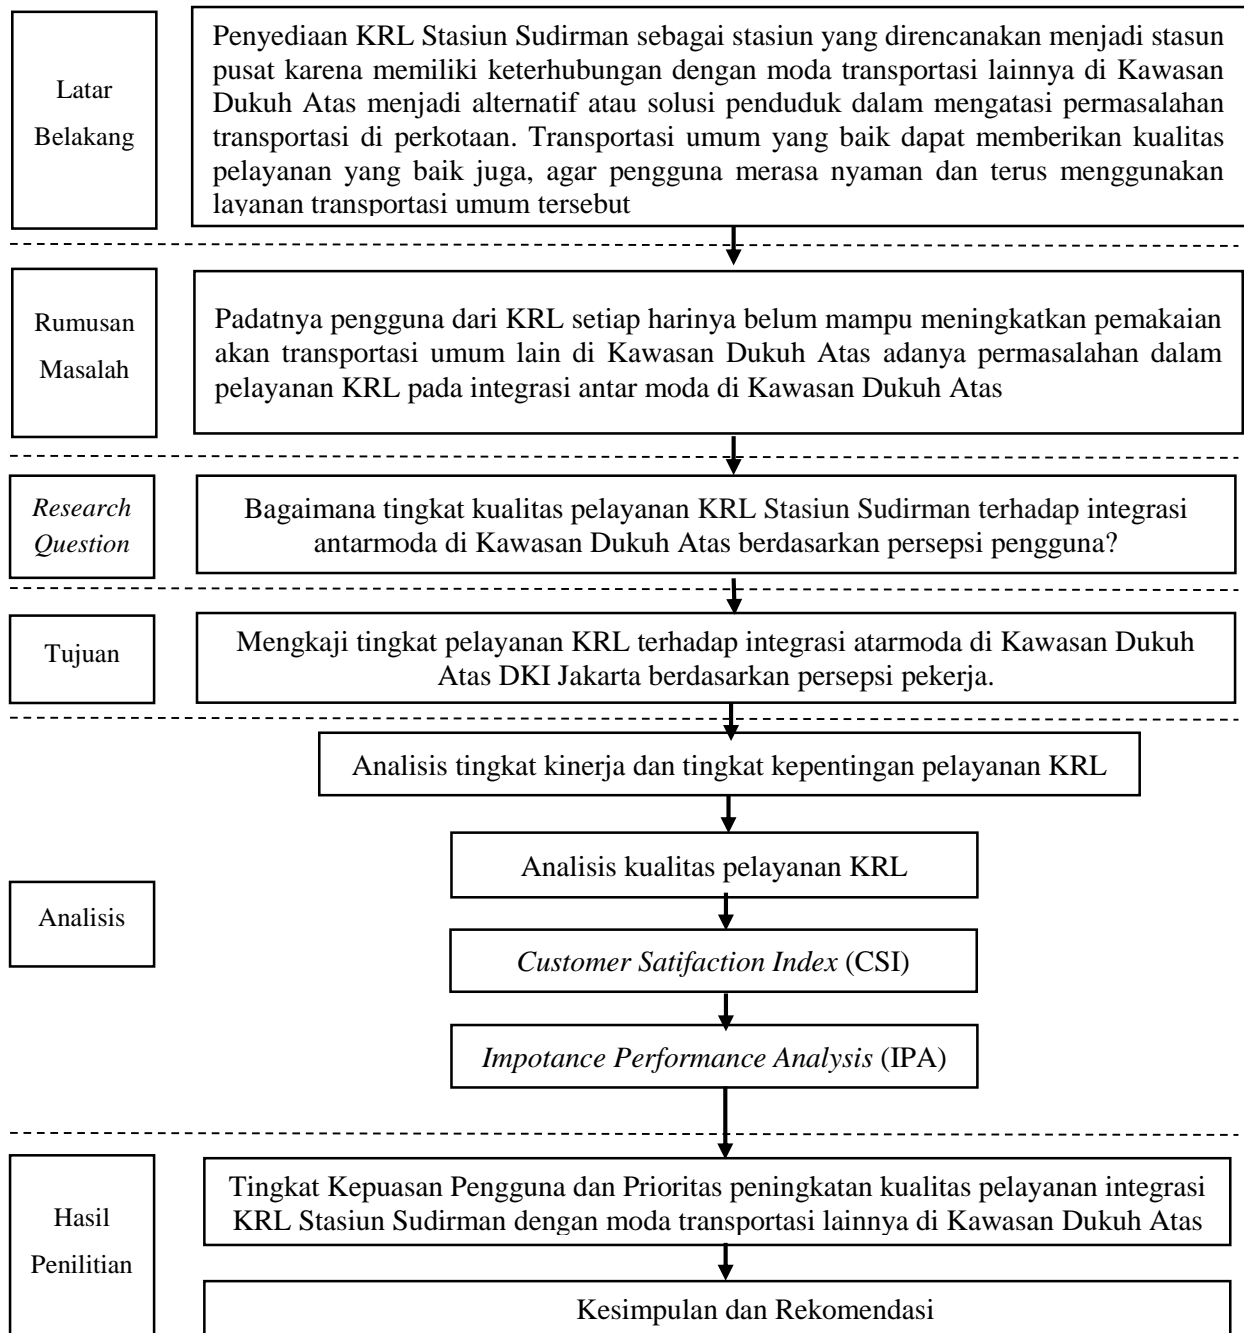 Latar
Belakang
Penyediaan KRL Stasiun Sudirman sebagai stasiun yang direncanakan menjadi stasun
pusat karena memiliki keterhubungan dengan moda transportasi lainnya di Kawasan
Dukuh Atas menjadi alternatif atau solusi penduduk dalam mengatasi permasalahan
transportasi di perkotaan. Transportasi umum yang baik dapat memberikan kualitas
pelayanan yang baik juga, agar pengguna merasa nyaman dan terus menggunakan
layanan transportasi umum tersebut
Rumusan
Masalah
Padatnya pengguna dari KRL setiap harinya belum mampu meningkatkan pemakaian
akan transportasi umum lain di Kawasan Dukuh Atas adanya permasalahan dalam
pelayanan KRL pada integrasi antar moda di Kawasan Dukuh Atas
Research
Question
Bagaimana tingkat kualitas pelayanan KRL Stasiun Sudirman terhadap integrasi
antarmoda di Kawasan Dukuh Atas berdasarkan persepsi pengguna?
Tujuan
Mengkaji tingkat pelayanan KRL terhadap integrasi atarmoda di Kawasan Dukuh
Atas DKI Jakarta berdasarkan persepsi pekerja.
Analisis
Analisis tingkat kinerja dan tingkat kepentingan pelayanan KRL
Analisis kualitas pelayanan KRL
Customer Satifaction Index (CSI)
Impotance Performance Analysis (IPA)
Hasil
Penilitian
Tingkat Kepuasan Pengguna dan Prioritas peningkatan kualitas pelayanan integrasi
KRL Stasiun Sudirman dengan moda transportasi lainnya di Kawasan Dukuh Atas
Kesimpulan dan Rekomendasi